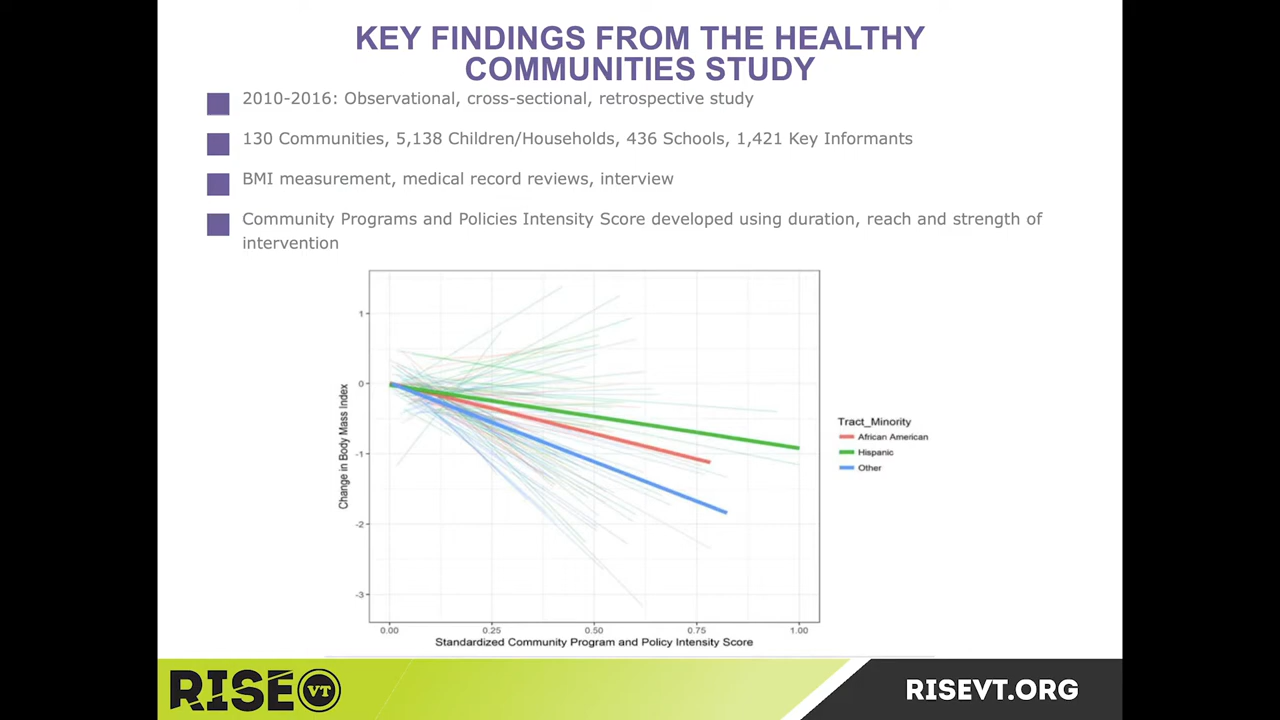 KEY FINDINGS FROM THE HEALTHY
COMMUNITIES STUDY
2010-2016: Observational, cross-sectional, retrospective study
130 Communities, 5,138 Children/Households, 436 Schools, 1,421 Key Informants
BMI measurement, medical record reviews, interview
Community Programs and Policies Intensity Score developed using duration, reach and strength of
intervention
Change in Body Mass Index
1
0
-1
-2
-3
0.00 0.25 0.50 0.75 1.00
Standardized Community Program and Policy Intensity Score
Tract_Minority
African American
Hispanic
Other
RISE VT
RISEVT.ORG